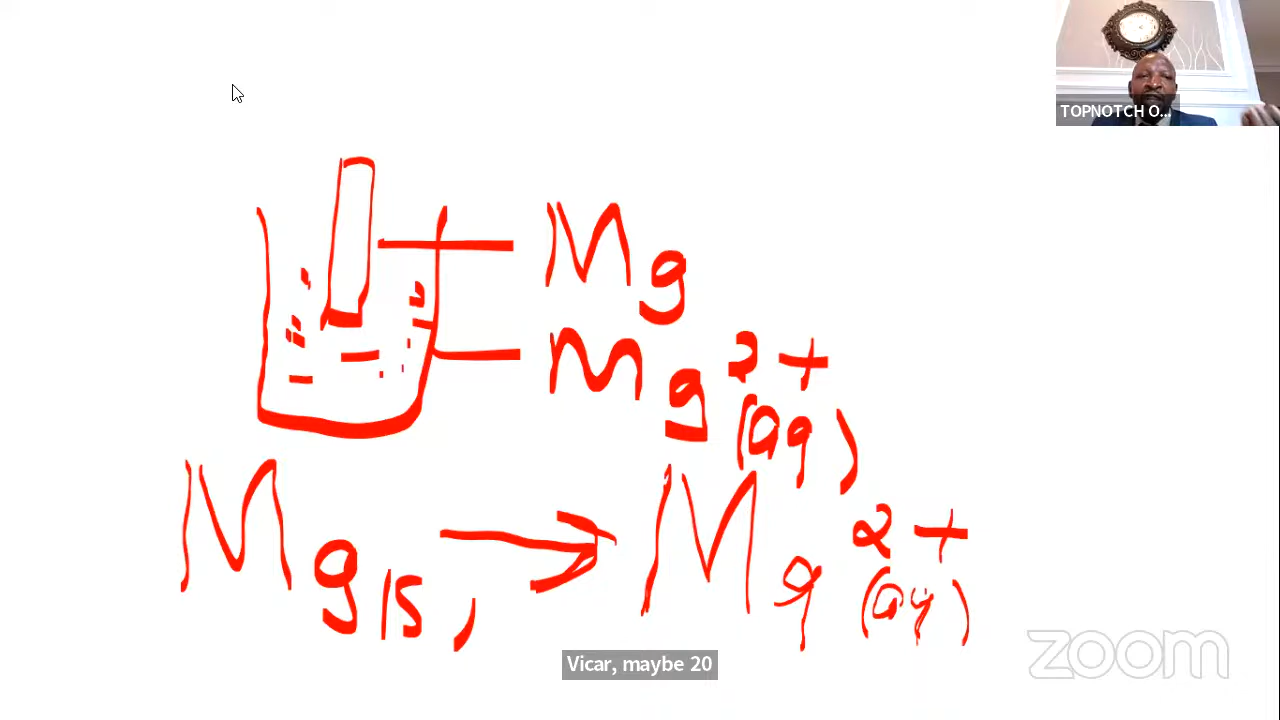 TOPNOTCH O...
Mg
Mg2+
(aq)
Mg(s) → Mg2+(aq)
Vicar, maybe 20
zoom